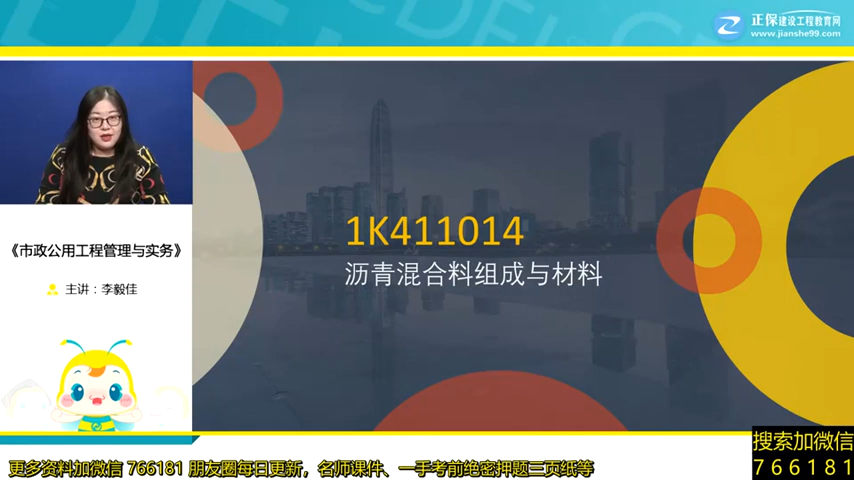 正保建设工程教育网
www.jianshe99.com
1K411014
沥青混合料组成与材料
《市政公用工程管理与实务》
主讲：李毅佳
搜索加微信
766181
更多资料加微信 766181 朋友圈每日更新，名师课件、一手考前绝密押题三页纸等